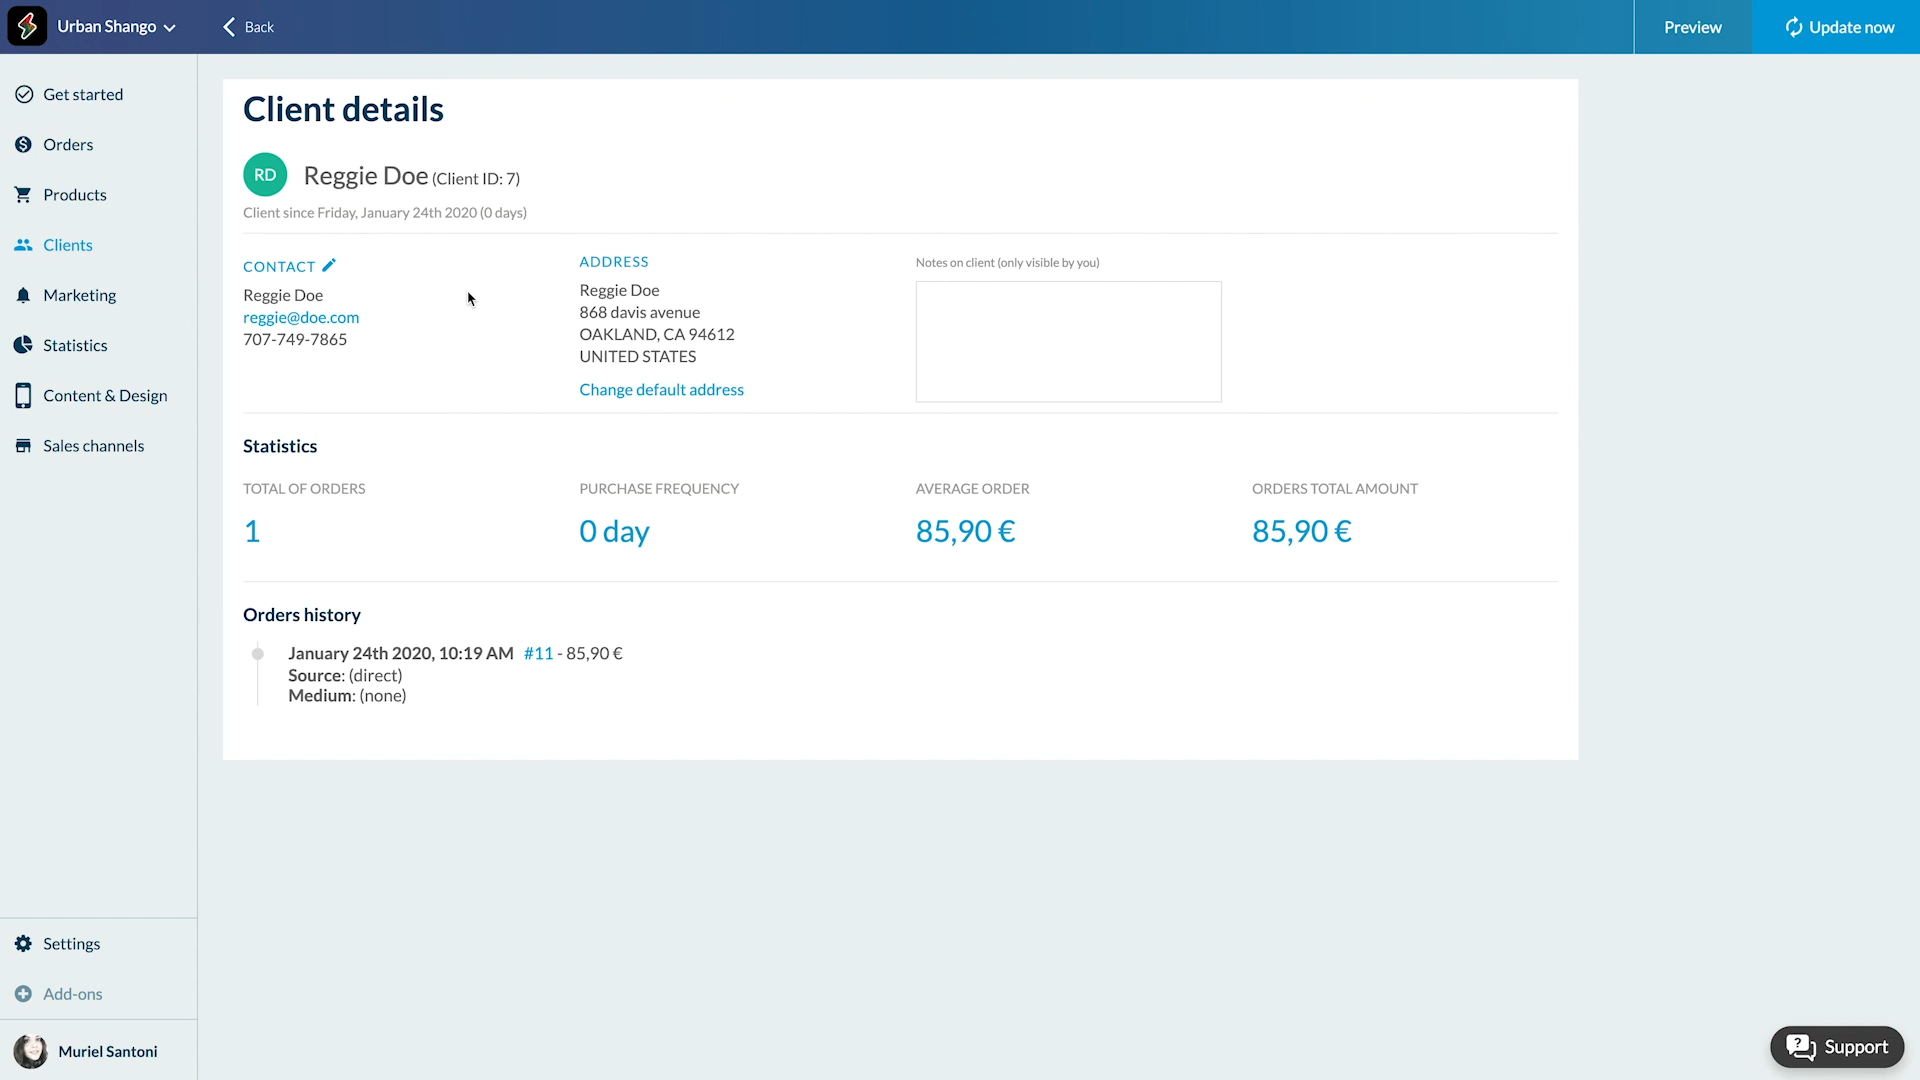 Urban Shango
Back
Preview
Update now
Get started
Orders
Products
Clients
Marketing
Statistics
Content & Design
Sales channels
Settings
Add-ons
Muriel Santoni
Client details
RD
Reggie Doe (Client ID: 7)
Client since Friday, January 24th 2020 (0 days)
CONTACT
Reggie Doe
reggie@doe.com
707-749-7865
ADDRESS
Reggie Doe
868 davis avenue
OAKLAND, CA 94612
UNITED STATES
Change default address
Notes on client (only visible by you)
Statistics
TOTAL OF ORDERS
1
PURCHASE FREQUENCY
0 day
AVERAGE ORDER
85,90 €
ORDERS TOTAL AMOUNT
85,90 €
Orders history
January 24th 2020, 10:19 AM #11 - 85,90 €
Source: (direct)
Medium: (none)
Support